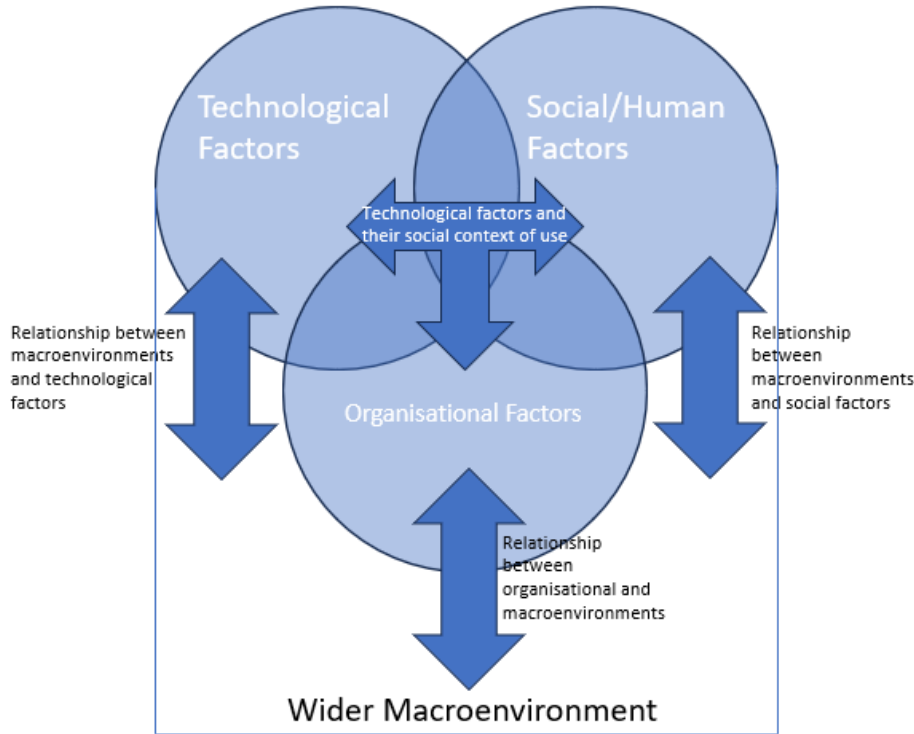 Technological
Factors
Social/Human
Factors
Technological factors and
their social context of use
Relationship between
macroenvironments
and technological
factors
Relationship
between
macroenvironments
and social factors
Organisational Factors
Relationship
between
organisational and
macroenvironments
Wider Macroenvironment